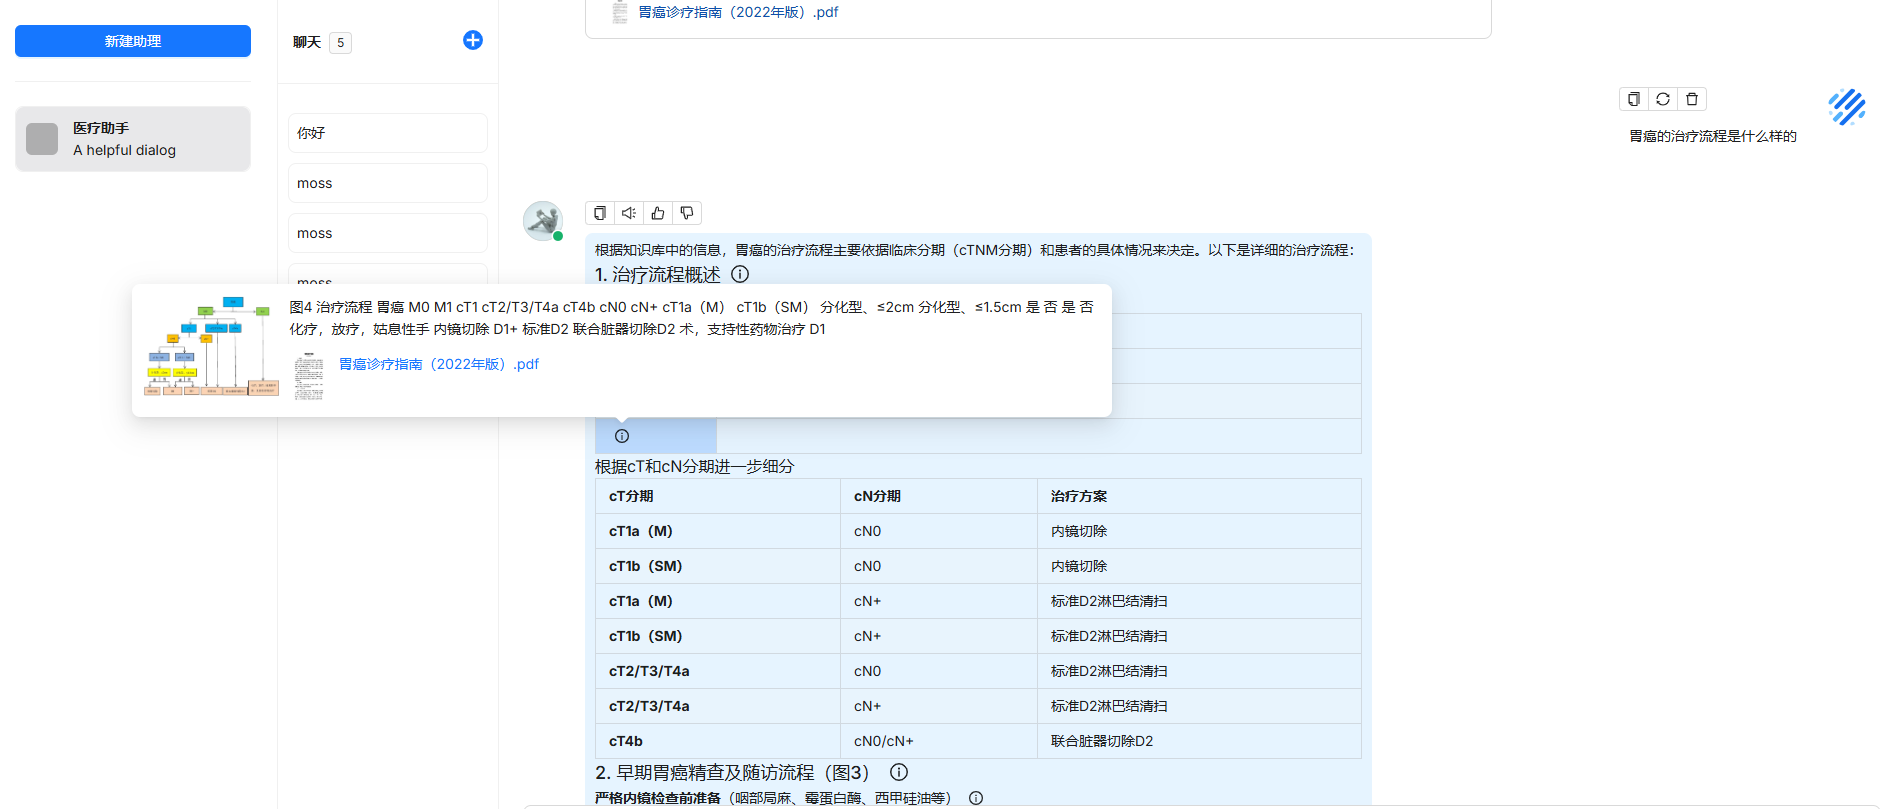 新建助理
医疗助手
A helpful dialog
聊天 5
你好
moss
moss
胃癌诊疗指南（2022年版）.pdf
胃癌的治疗流程是什么样的
根据知识库中的信息，胃癌的治疗流程主要依据临床分期（cTNM分期）和患者的具体情况来决定。以下是详细的治疗流程：
1. 治疗流程概述
图4 治疗流程 胃癌 M0 M1 cT1 cT2/T3/T4a cT4b cN0 cN+ cT1a（M） cT1b（SM） 分化型、≤2cm 分化型、≤1.5cm 是 否 是 否
化疗，放疗，姑息性手 内镜切除 D1+ 标准D2 联合脏器切除D2 术，支持性药物治疗 D1
胃癌诊疗指南（2022年版）.pdf
根据cT和cN分期进一步细分
cT分期 cN分期 治疗方案
cT1a（M） cN0 内镜切除
cT1b（SM） cN0 内镜切除
cT1a（M） cN+ 标准D2淋巴结清扫
cT1b（SM） cN+ 标准D2淋巴结清扫
cT2/T3/T4a cN0 标准D2淋巴结清扫
cT2/T3/T4a cN+ 标准D2淋巴结清扫
cT4b cN0/cN+ 联合脏器切除D2
2. 早期胃癌精查及随访流程（图3）
严格内镜检查前准备（咽部局麻、霉蛋白酶、西甲硅油等）